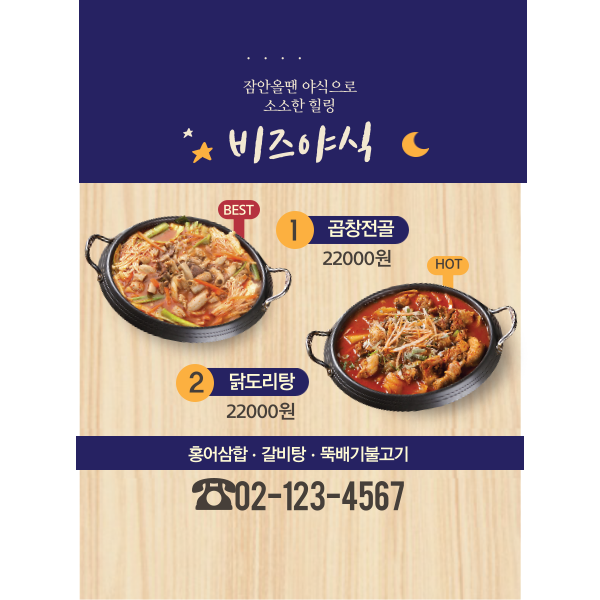 잠안올땐 야식으로
소소한 힐링
비즈야식
BEST
1 곱창전골
22000원
HOT
2 닭도리탕
22000원
홍어삼합 · 갈비탕 · 뚝배기불고기
☎02-123-4567